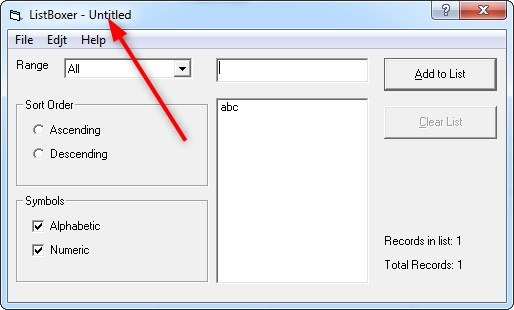 ListBoxer - Untitled
File Edjt Help
Range All Add to List
abc
Clear List
Sort Order
Ascending
Descending
Symbols
Alphabetic
Numeric
Records in list: 1
Total Records: 1